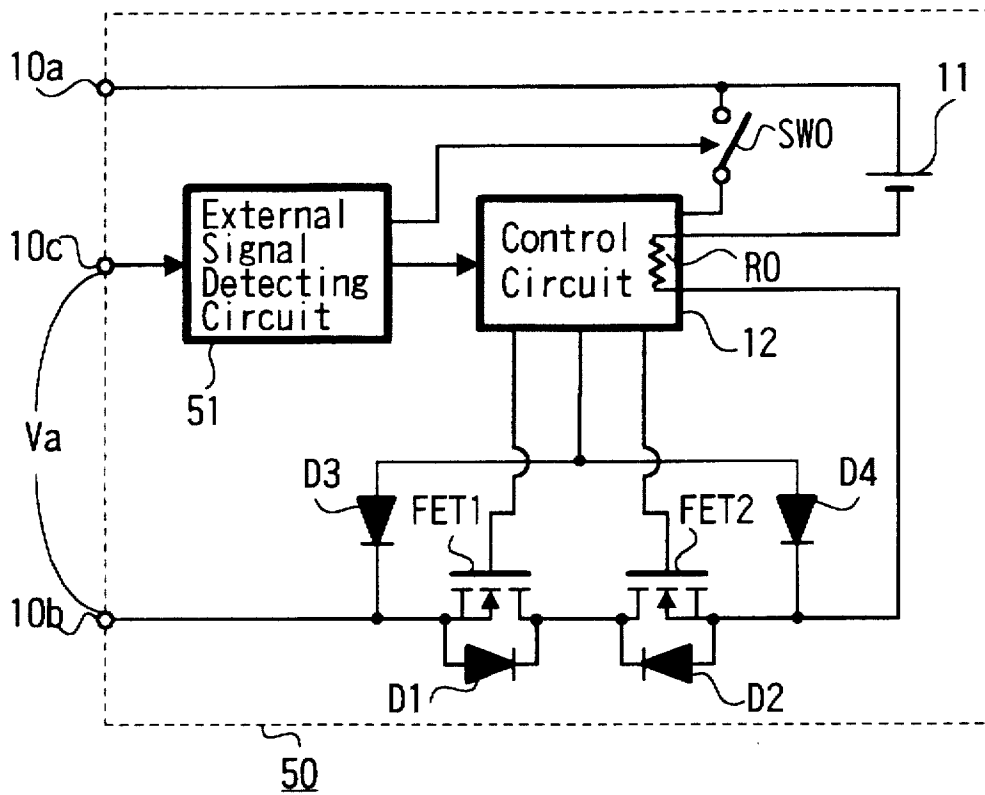 10a
11
SW0
External
Signal
Detecting
Circuit
Control
Circuit
R0
10c
12
51
Va
D3
FET1
FET2
D4
10b
D1
D2
50